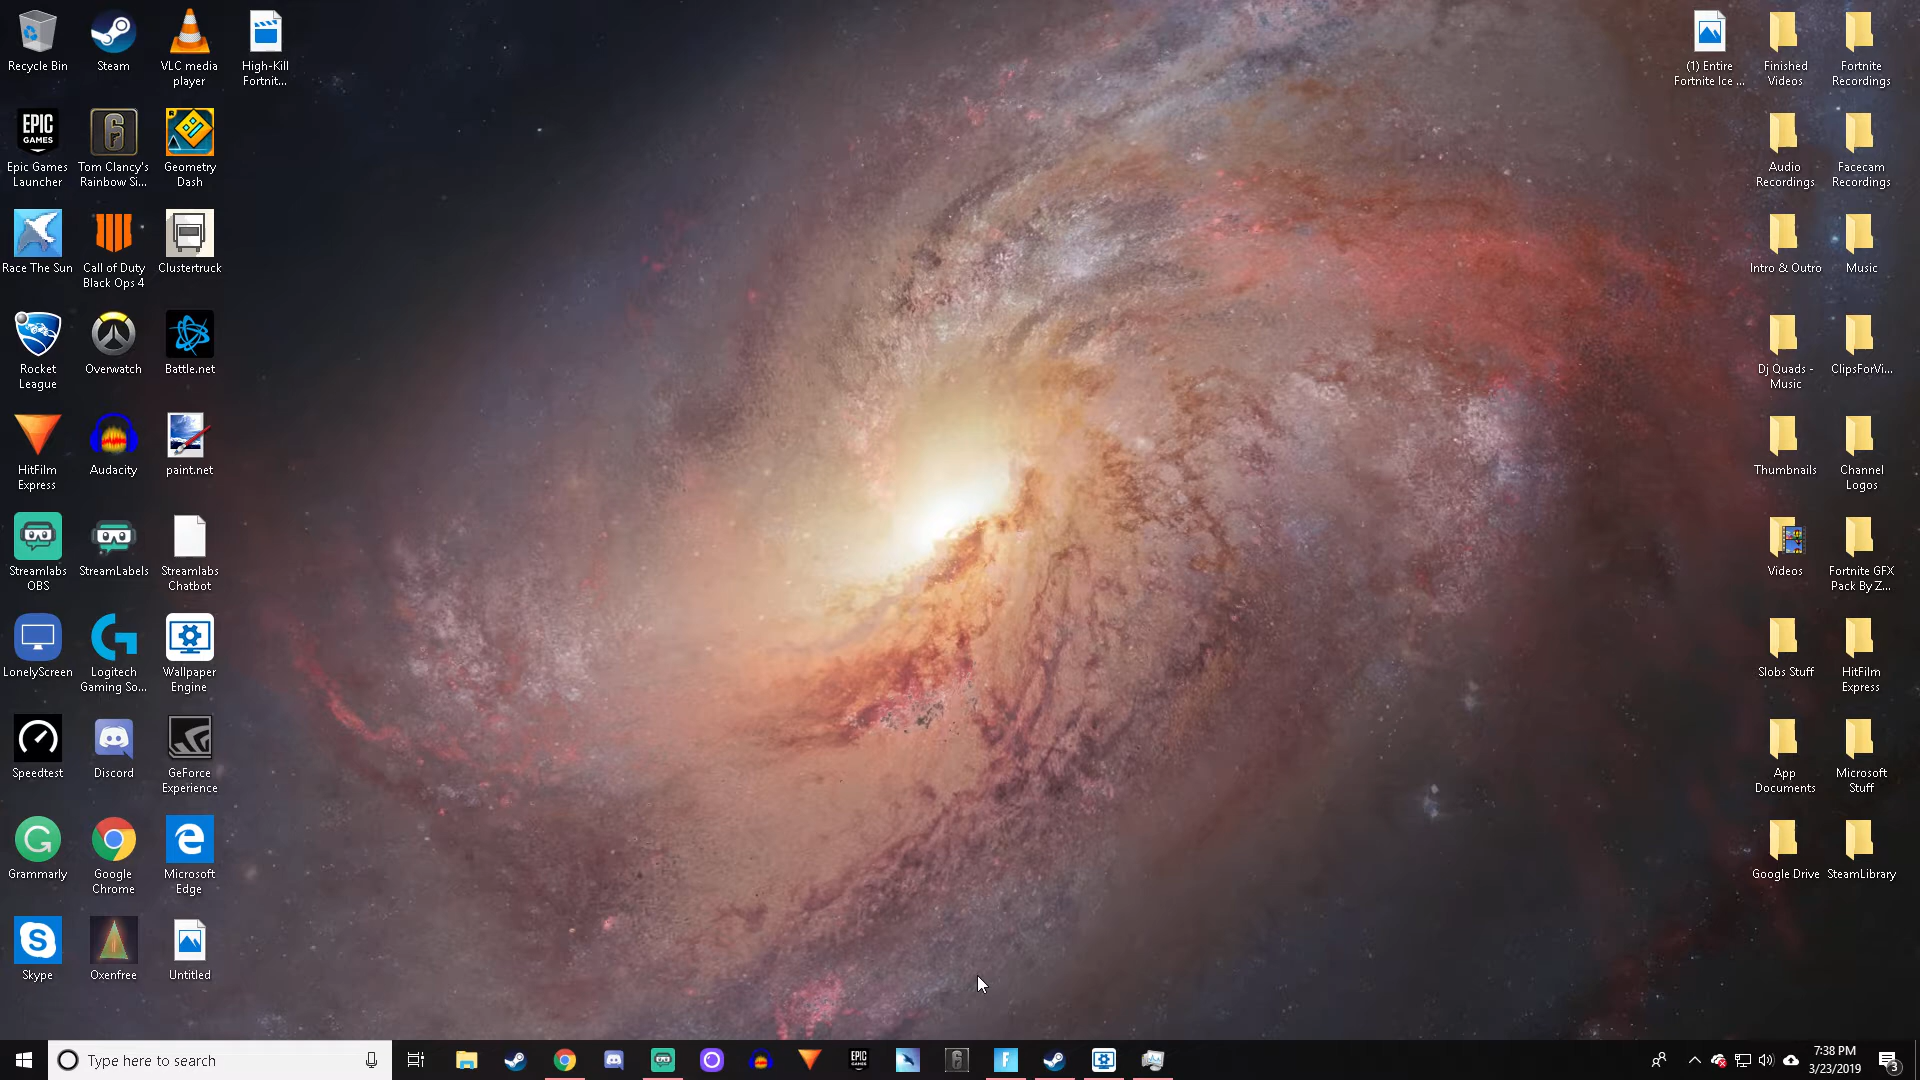 Recycle Bin
Steam
VLC media
player
High-Kill
Fortnit...
(1) Entire
Fortnite Ice ...
Finished
Videos
Fortnite
Recordings
EPIC
GAMES
Epic Games
Launcher
6
Tom Clancy's
Rainbow Si...
Geometry
Dash
Audio
Recordings
Facecam
Recordings
Race The Sun
Call of Duty
Black Ops 4
Clustertruck
Intro & Outro
Music
Rocket
League
Overwatch
Battle.net
Dj Quads -
Music
ClipsForVi...
HitFilm
Express
Audacity
paint.net
Thumbnails
Channel
Logos
Streamlabs
OBS
StreamLabels
Streamlabs
Chatbot
Videos
Fortnite GFX
Pack By Z...
LonelyScreen
Logitech
Gaming So...
Wallpaper
Engine
Slobs Stuff
HitFilm
Express
Speedtest
Discord
GeForce
Experience
App
Documents
Microsoft
Stuff
Grammarly
Google
Chrome
Microsoft
Edge
Google Drive
SteamLibrary
Skype
Oxenfree
Untitled
Type here to search
EPIC
GAMES
6
F
7:38 PM
3/23/2019
3